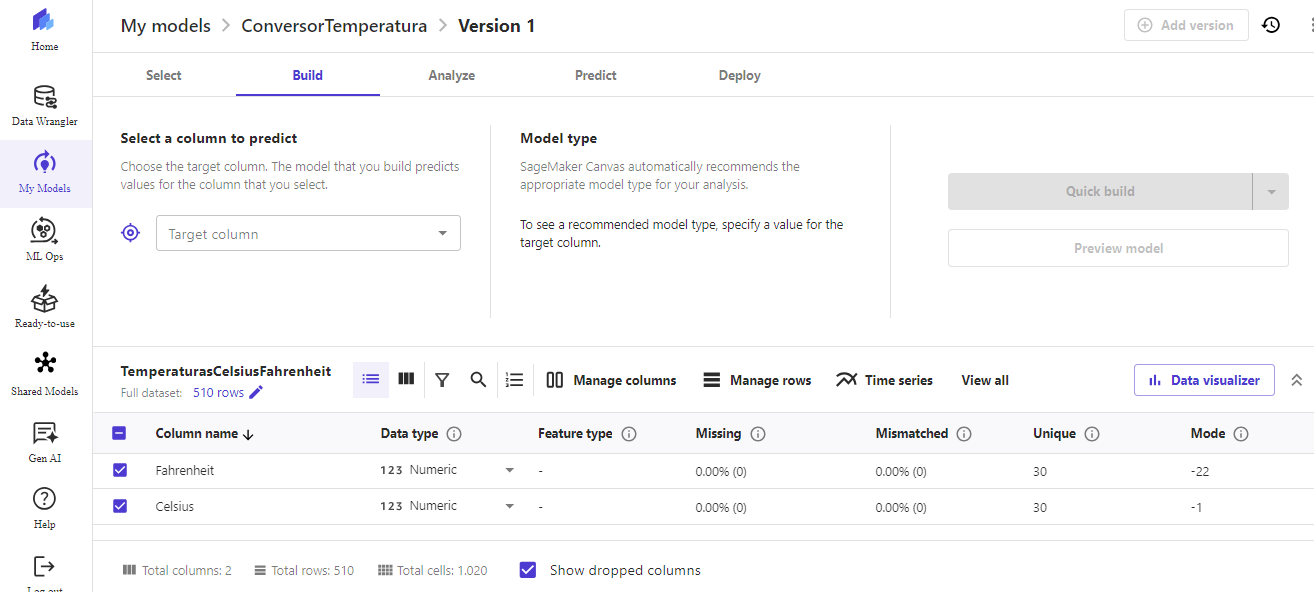 Home
Data Wrangler
My Models
ML Ops
Ready-to-use
Shared Models
Gen AI
Help
Log out
My models > ConversorTemperatura > Version 1
Add version
Select Build Analyze Predict Deploy
Select a column to predict
Choose the target column. The model that you build predicts
values for the column that you select.
Target column
Model type
SageMaker Canvas automatically recommends the
appropriate model type for your analysis.
To see a recommended model type, specify a value for the
target column.
Quick build
Preview model
TemperaturasCelsiusFahrenheit
Full dataset: 510 rows
Manage columns Manage rows Time series View all Data visualizer
Column name Data type Feature type Missing Mismatched Unique Mode
Fahrenheit 123 Numeric - 0.00% (0) 0.00% (0) 30 -22
Celsius 123 Numeric - 0.00% (0) 0.00% (0) 30 -1
Total columns: 2 Total rows: 510 Total cells: 1.020 Show dropped columns